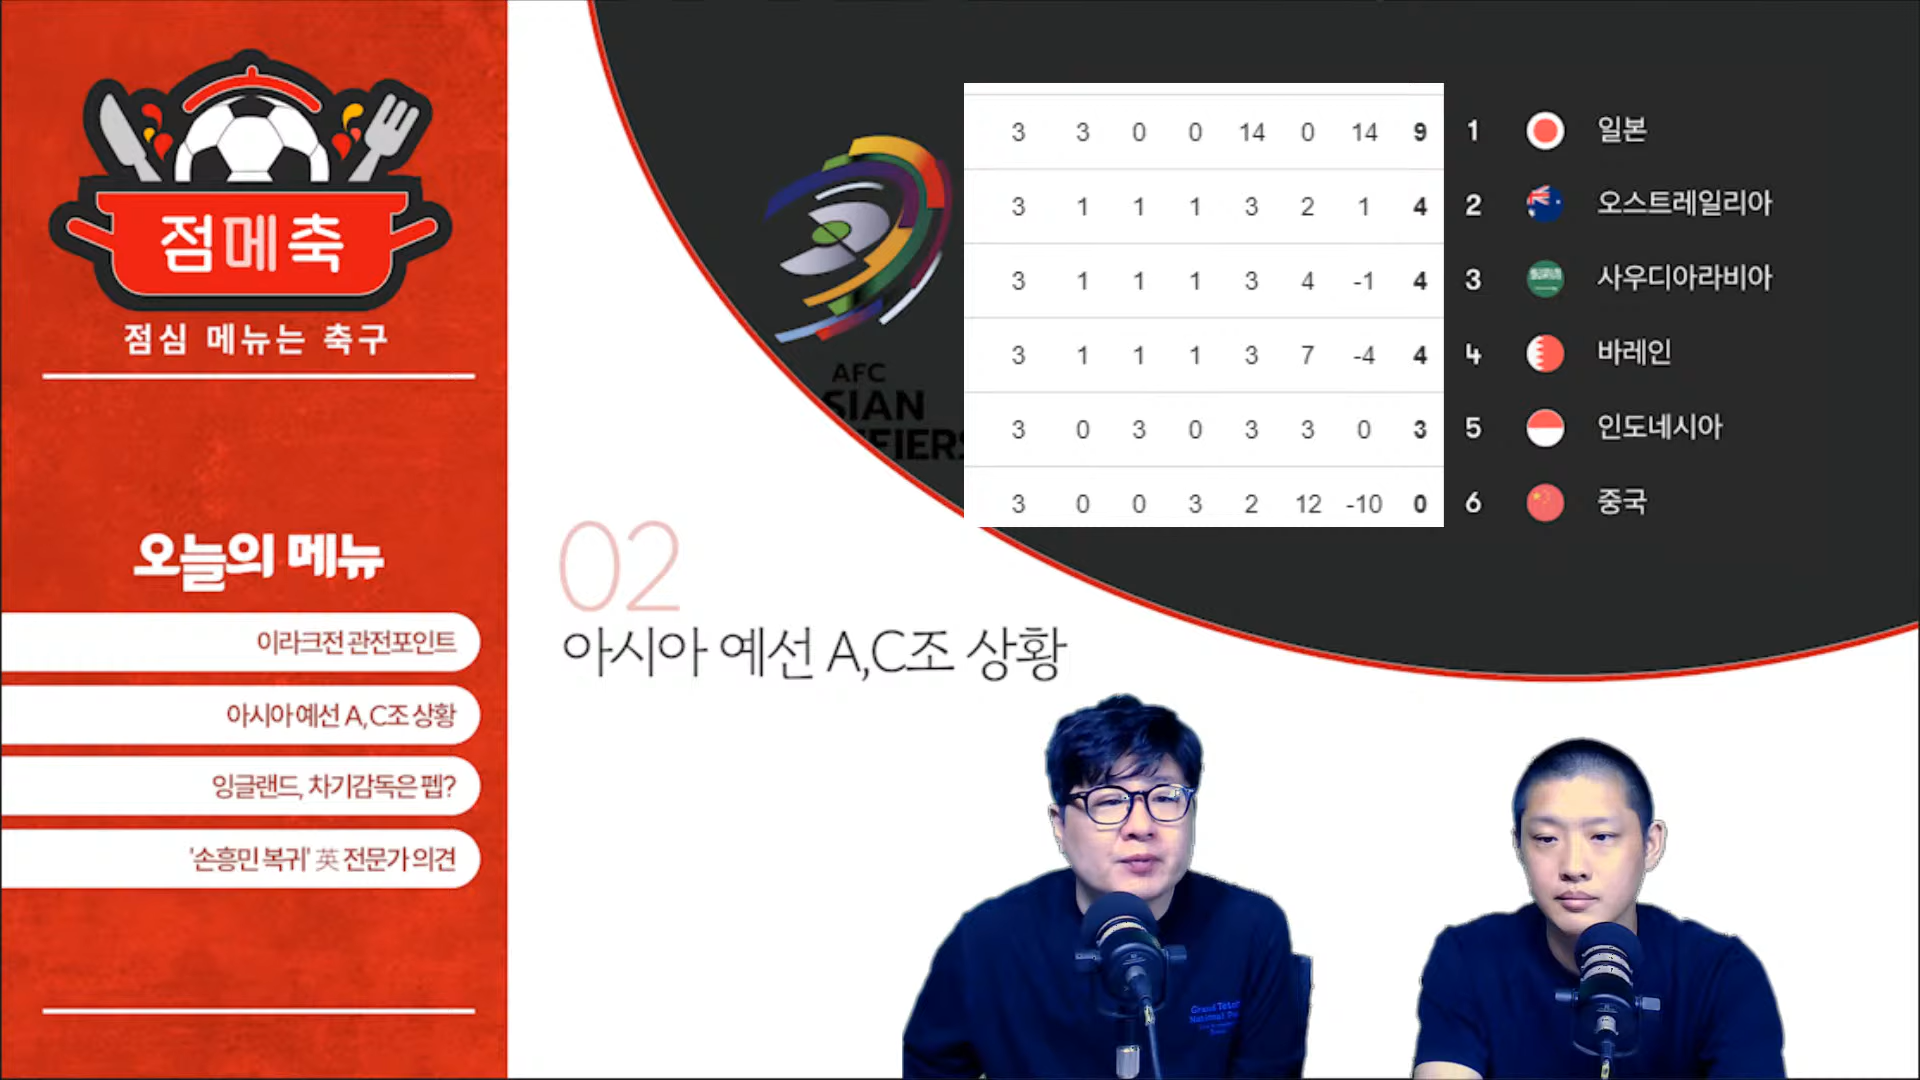 점메축
점심 메뉴는 축구
오늘의 메뉴
이라크전 관전포인트
아시아 예선 A,C조 상황
잉글랜드, 차기감독은 펩?
'손흥민 복귀' 英 전문가 의견
AFC
SIAN
FIERS
3 3 0 0 14 0 14 9 1 일본
3 1 1 1 3 2 1 4 2 오스트레일리아
3 1 1 1 3 4 -1 4 3 사우디아라비아
3 1 1 1 3 7 -4 4 4 바레인
3 0 3 0 3 3 0 3 5 인도네시아
3 0 0 3 2 12 -10 0 6 중국
02
아시아 예선 A,C조 상황
Grand Teton
National